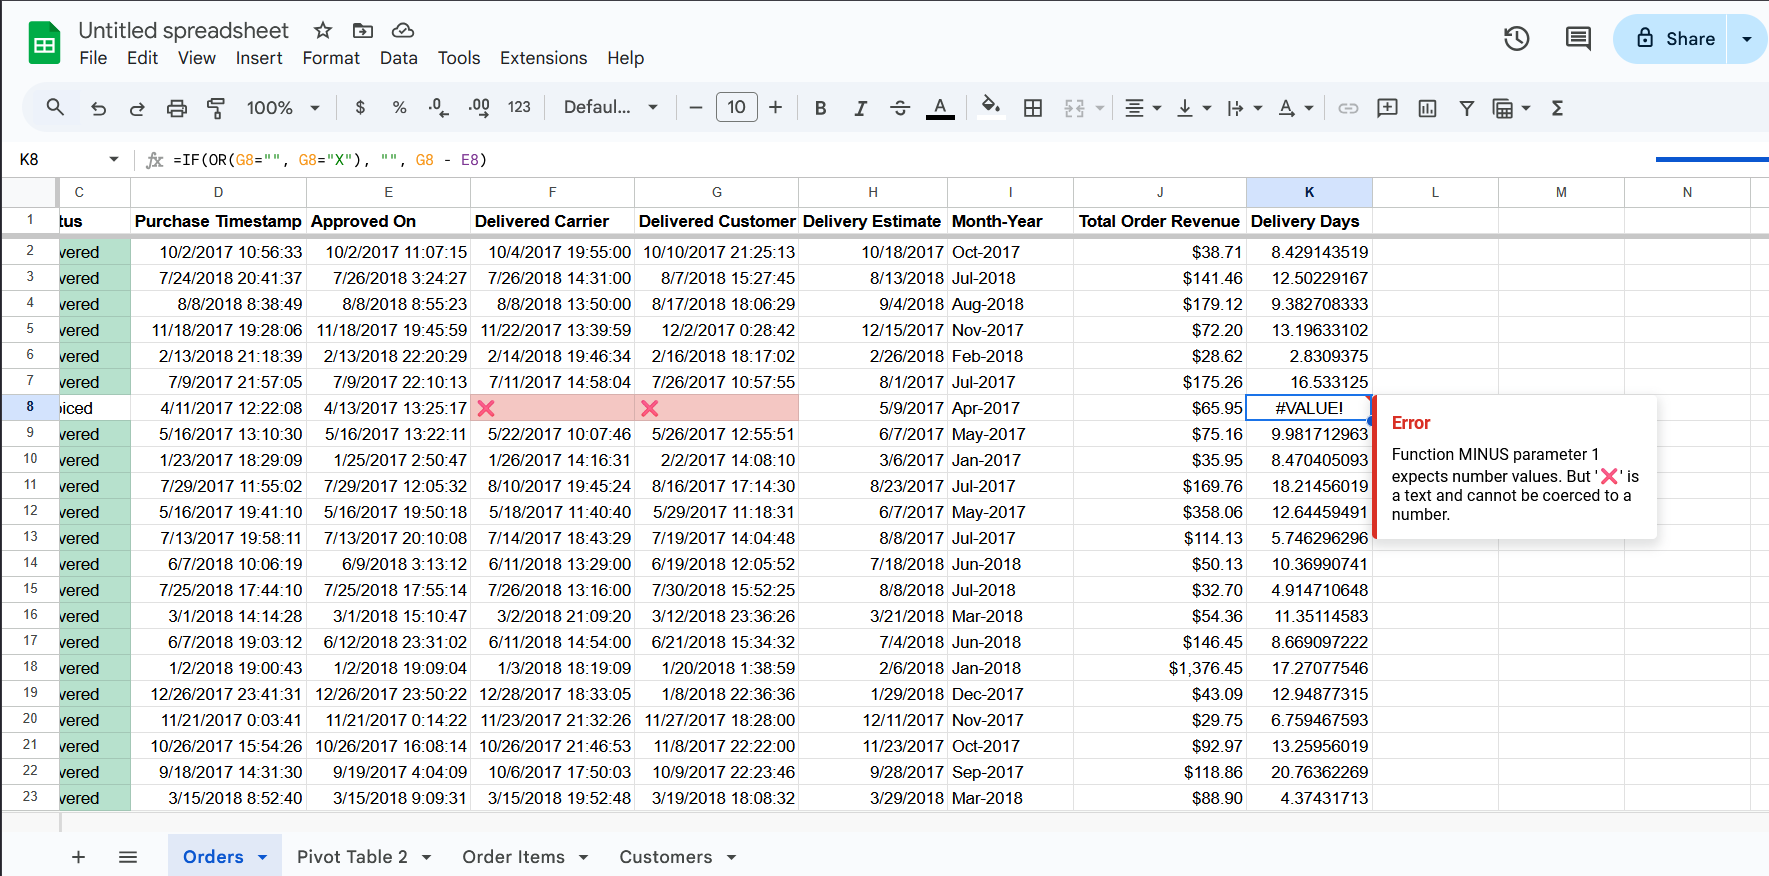 Untitled spreadsheet
File Edit View Insert Format Data Tools Extensions Help
Share
100% $ % .0 .00 123 Defaul... − 10 + B I S A Σ
K8 fx =IF(OR(G8="", G8="X"), "", G8 - E8)
C D E F G H I J K L M N
1 tus Purchase Timestamp Approved On Delivered Carrier Delivered Customer Delivery Estimate Month-Year Total Order Revenue Delivery Days
2 vered 10/2/2017 10:56:33 10/2/2017 11:07:15 10/4/2017 19:55:00 10/10/2017 21:25:13 10/18/2017 Oct-2017 $38.71 8.429143519
3 vered 7/24/2018 20:41:37 7/26/2018 3:24:27 7/26/2018 14:31:00 8/7/2018 15:27:45 8/13/2018 Jul-2018 $141.46 12.50229167
4 vered 8/8/2018 8:38:49 8/8/2018 8:55:23 8/8/2018 13:50:00 8/17/2018 18:06:29 9/4/2018 Aug-2018 $179.12 9.382708333
5 vered 11/18/2017 19:28:06 11/18/2017 19:45:59 11/22/2017 13:39:59 12/2/2017 0:28:42 12/15/2017 Nov-2017 $72.20 13.19633102
6 vered 2/13/2018 21:18:39 2/13/2018 22:20:29 2/14/2018 19:46:34 2/16/2018 18:17:02 2/26/2018 Feb-2018 $28.62 2.8309375
7 vered 7/9/2017 21:57:05 7/9/2017 22:10:13 7/11/2017 14:58:04 7/26/2017 10:57:55 8/1/2017 Jul-2017 $175.26 16.533125
8 oiced 4/11/2017 12:22:08 4/13/2017 13:25:17 ❌ ❌ 5/9/2017 Apr-2017 $65.95 #VALUE!
9 vered 5/16/2017 13:10:30 5/16/2017 13:22:11 5/22/2017 10:07:46 5/26/2017 12:55:51 6/7/2017 May-2017 $75.16 9.981712963
10 vered 1/23/2017 18:29:09 1/25/2017 2:50:47 1/26/2017 14:16:31 2/2/2017 14:08:10 3/6/2017 Jan-2017 $35.95 8.470405093
11 vered 7/29/2017 11:55:02 7/29/2017 12:05:32 8/10/2017 19:45:24 8/16/2017 17:14:30 8/23/2017 Jul-2017 $169.76 18.21456019
12 vered 5/16/2017 19:41:10 5/16/2017 19:50:18 5/18/2017 11:40:40 5/29/2017 11:18:31 6/7/2017 May-2017 $358.06 12.64459491
13 vered 7/13/2017 19:58:11 7/13/2017 20:10:08 7/14/2017 18:43:29 7/19/2017 14:04:48 8/8/2017 Jul-2017 $114.13 5.746296296
14 vered 6/7/2018 10:06:19 6/9/2018 3:13:12 6/11/2018 13:29:00 6/19/2018 12:05:52 7/18/2018 Jun-2018 $50.13 10.36990741
15 vered 7/25/2018 17:44:10 7/25/2018 17:55:14 7/26/2018 13:16:00 7/30/2018 15:52:25 8/8/2018 Jul-2018 $32.70 4.914710648
16 vered 3/1/2018 14:14:28 3/1/2018 15:10:47 3/2/2018 21:09:20 3/12/2018 23:36:26 3/21/2018 Mar-2018 $54.36 11.35114583
17 vered 6/7/2018 19:03:12 6/12/2018 23:31:02 6/11/2018 14:54:00 6/21/2018 15:34:32 7/4/2018 Jun-2018 $146.45 8.669097222
18 vered 1/2/2018 19:00:43 1/2/2018 19:09:04 1/3/2018 18:19:09 1/20/2018 1:38:59 2/6/2018 Jan-2018 $1,376.45 17.27077546
19 vered 12/26/2017 23:41:31 12/26/2017 23:50:22 12/28/2017 18:33:05 1/8/2018 22:36:36 1/29/2018 Dec-2017 $43.09 12.94877315
20 vered 11/21/2017 0:03:41 11/21/2017 0:14:22 11/23/2017 21:32:26 11/27/2017 18:28:00 12/11/2017 Nov-2017 $29.75 6.759467593
21 vered 10/26/2017 15:54:26 10/26/2017 16:08:14 10/26/2017 21:46:53 11/8/2017 22:22:00 11/23/2017 Oct-2017 $92.97 13.25956019
22 vered 9/18/2017 14:31:30 9/19/2017 4:04:09 10/6/2017 17:50:03 10/9/2017 22:23:46 9/28/2017 Sep-2017 $118.86 20.76362269
23 vered 3/15/2018 8:52:40 3/15/2018 9:09:31 3/15/2018 19:52:48 3/19/2018 18:08:32 3/29/2018 Mar-2018 $88.90 4.37431713
Error
Function MINUS parameter 1
expects number values. But '❌' is
a text and cannot be coerced to a
number.
+ Orders Pivot Table 2 Order Items Customers